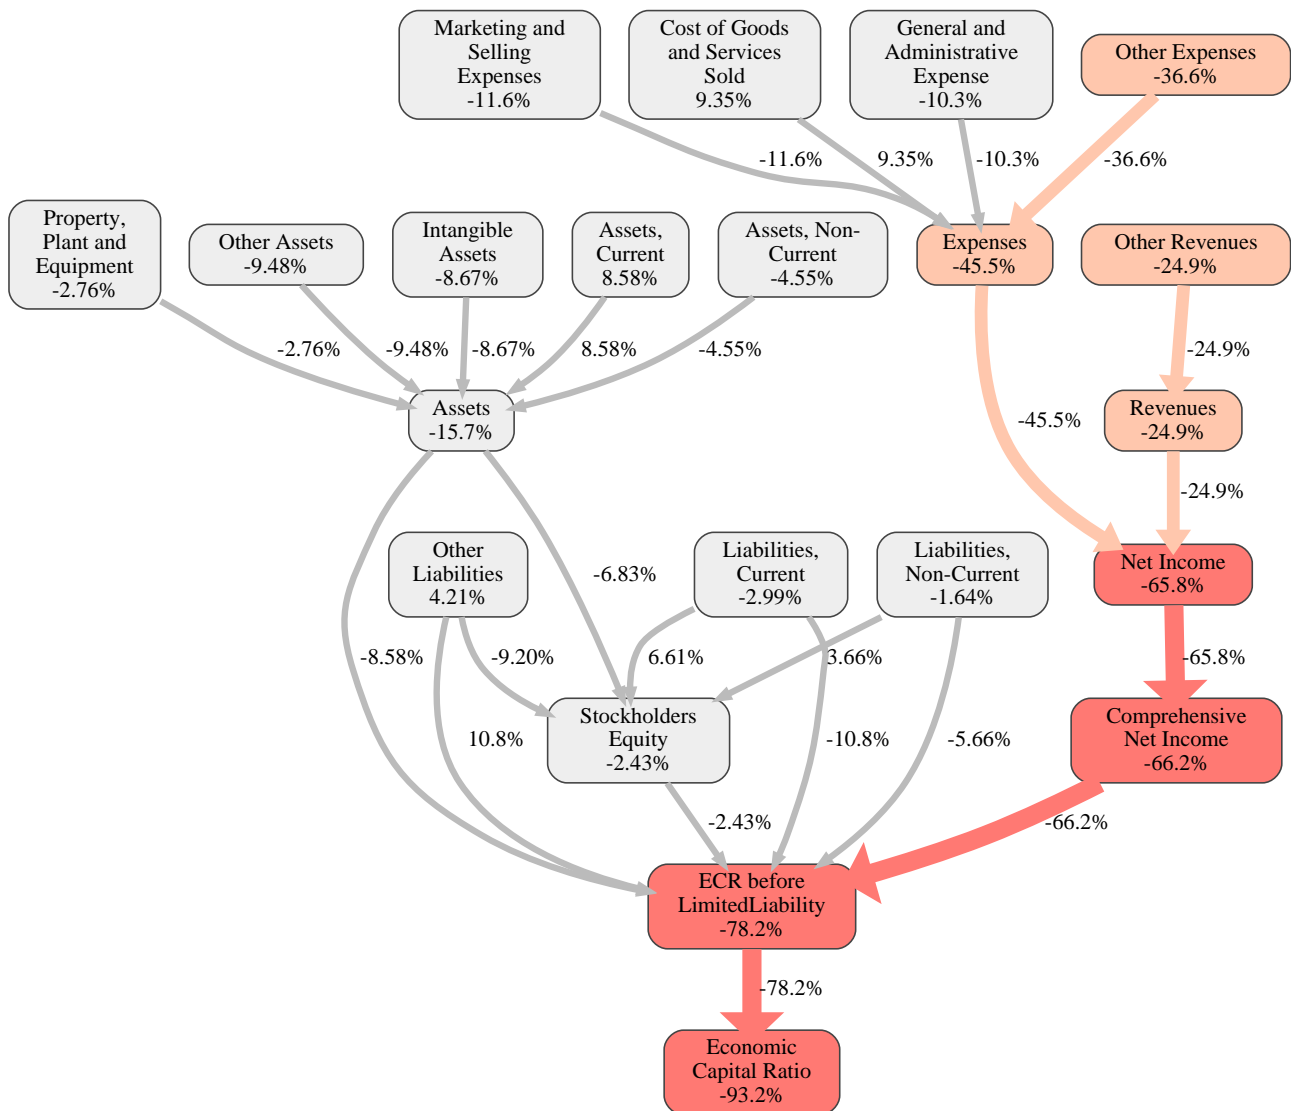 Marketing and
Selling
Expenses
-11.6%
Cost of Goods
and Services
Sold
9.35%
General and
Administrative
Expense
-10.3%
Other Expenses
-36.6%
-11.6%
9.35%
-10.3%
-36.6%
Property,
Plant and
Equipment
-2.76%
Other Assets
-9.48%
Intangible
Assets
-8.67%
Assets,
Current
8.58%
Assets, Non-
Current
-4.55%
Expenses
-45.5%
Other Revenues
-24.9%
-2.76%
-9.48%
-8.67%
8.58%
-4.55%
-24.9%
Assets
-15.7%
-45.5%
Revenues
-24.9%
-24.9%
Other
Liabilities
4.21%
-6.83%
Liabilities,
Current
-2.99%
Liabilities,
Non-Current
-1.64%
Net Income
-65.8%
-8.58%
-9.20%
6.61%
3.66%
-65.8%
10.8%
Stockholders
Equity
-2.43%
-10.8%
-5.66%
Comprehensive
Net Income
-66.2%
-2.43%
-66.2%
ECR before
LimitedLiability
-78.2%
-78.2%
Economic
Capital Ratio
-93.2%